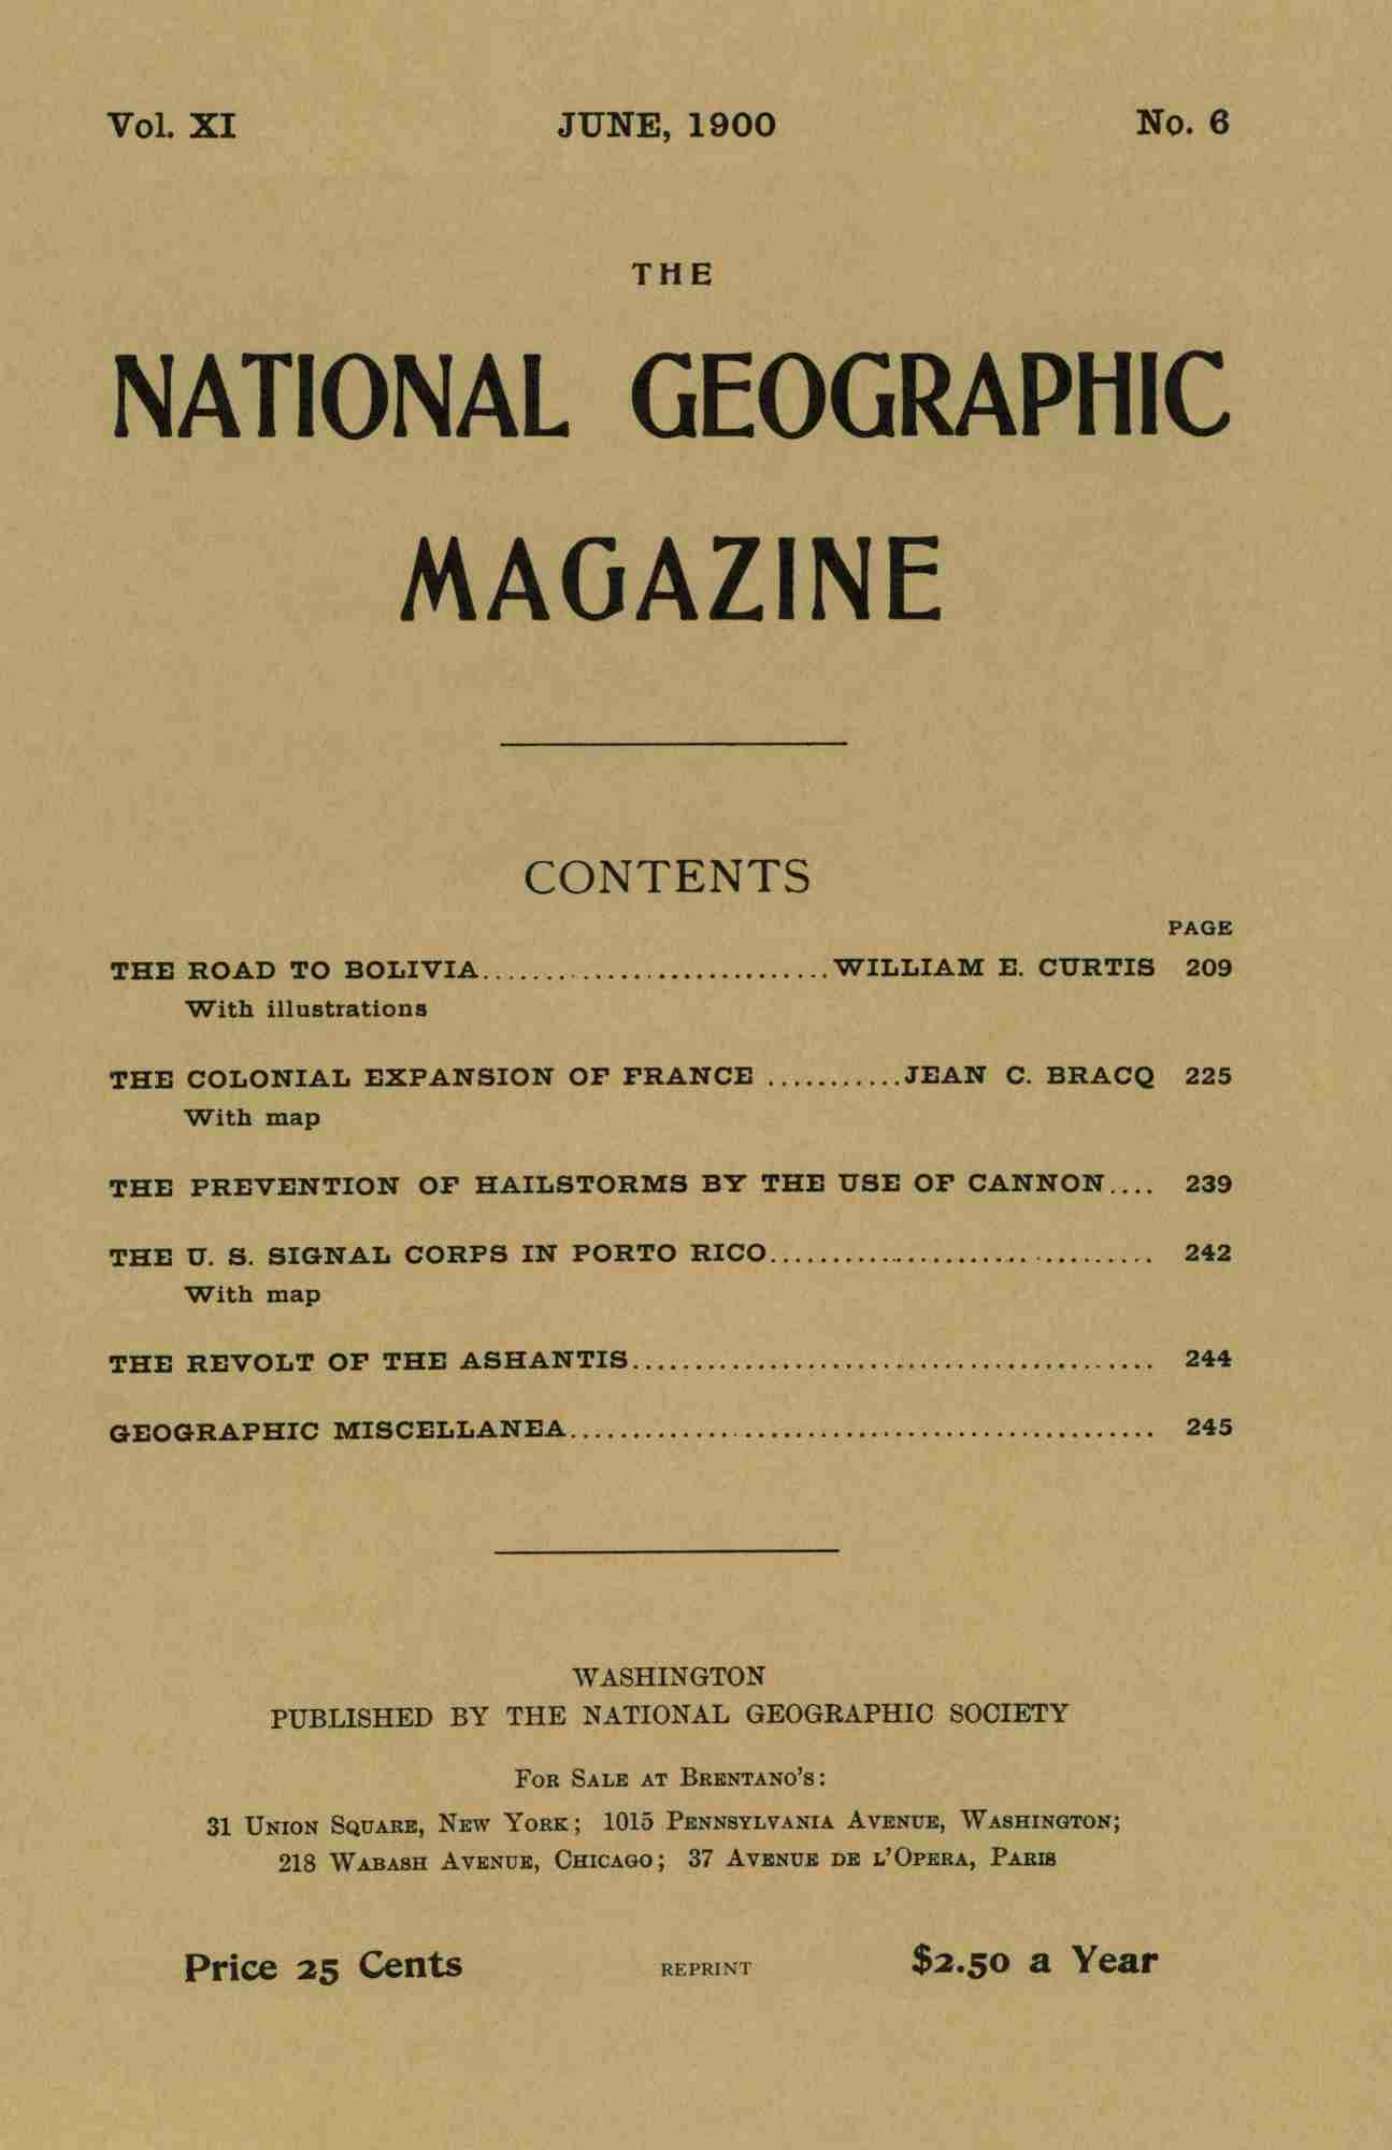 Vol. XI JUNE, 1900 No. 6
THE
NATIONAL GEOGRAPHIC
MAGAZINE
CONTENTS
PAGE
THE ROAD TO BOLIVIA............................WILLIAM E. CURTIS 209
With illustrations
THE COLONIAL EXPANSION OF FRANCE ...........JEAN C. BRACQ 225
With map
THE PREVENTION OF HAILSTORMS BY THE USE OF CANNON.... 239
THE U. S. SIGNAL CORPS IN PORTO RICO............................... 242
With map
THE REVOLT OF THE ASHANTIS.......................................... 244
GEOGRAPHIC MISCELLANEA............................................... 245
WASHINGTON
PUBLISHED BY THE NATIONAL GEOGRAPHIC SOCIETY
FOR SALE AT BRENTANO'S:
31 UNION SQUARE, NEW YORK; 1015 PENNSYLVANIA AVENUE, WASHINGTON;
218 WABASH AVENUE, CHICAGO; 37 AVENUE DE L'OPERA, PARIS
Price 25 Cents REPRINT $2.50 a Year